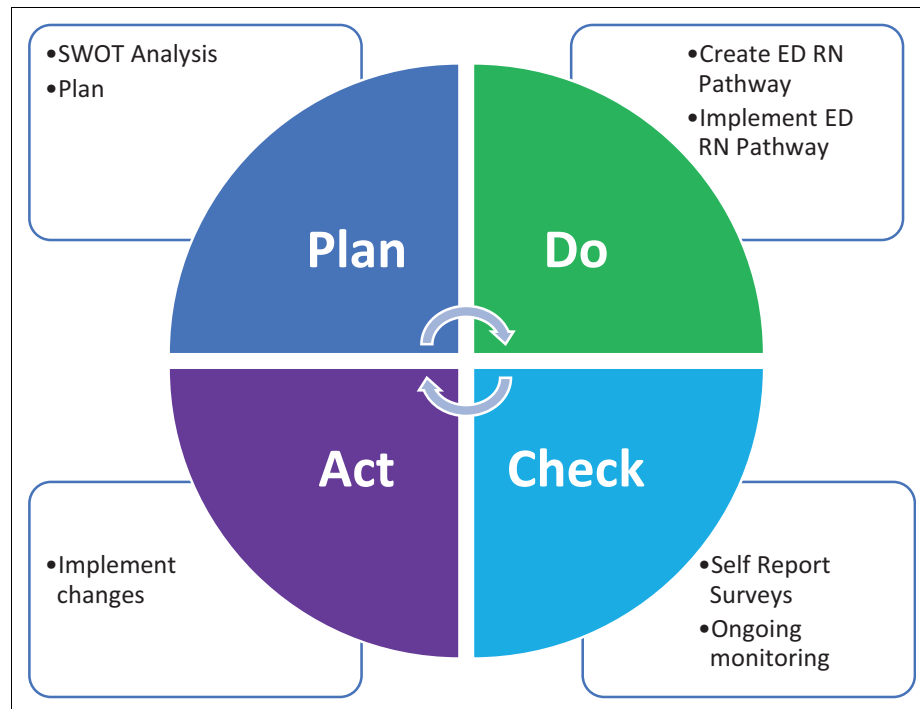 •SWOT Analysis
•Plan
•Create ED RN
Pathway
•Implement ED
RN Pathway
Plan
Do
Act
Check
•Implement
changes
•Self Report
Surveys
•Ongoing
monitoring